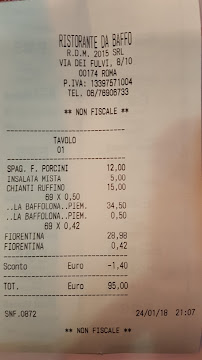 RISTORANTE DA BAFFO
R.D.M. 2015 SRL
VIA DEI FULVI, 8/10
00174 ROMA
P.IVA: 13397571004
TEL. 06/76906733
** NON FISCALE **
TAVOLO
01
SPAG. F. PORCINI 12,00
INSALATA MISTA 5,00
CHIANTI RUFFINO 15,00
69 X 0,50
..LA BAFFOLONA..PIEM. 34,50
..LA BAFFOLONA..PIEM. 0,50
69 X 0,42
FIORENTINA 28,98
FIORENTINA 0,42
Sconto Euro -1,40
TOT. Euro 95,00
SNF.0872 24/01/18 21:07
** NON FISCALE **